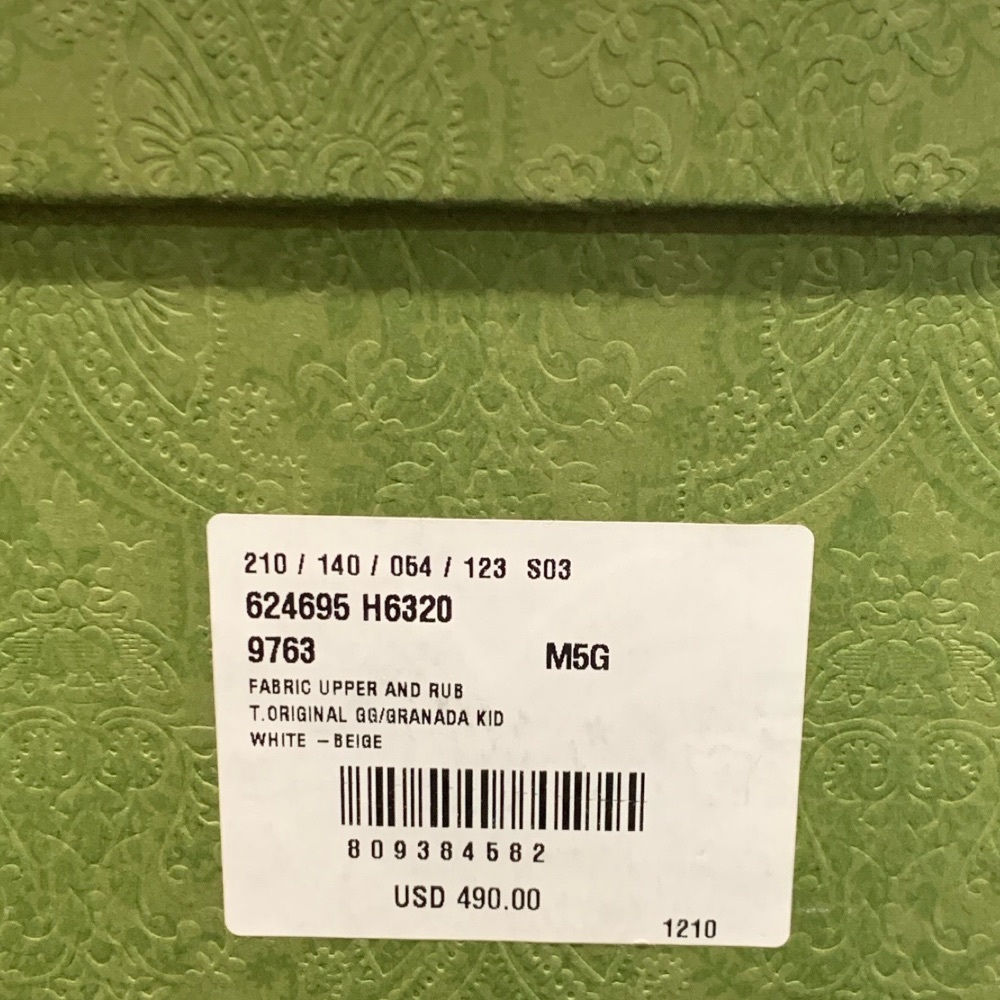 210 / 140 / 054 / 123 S03
624695 H6320
9763 M5G
FABRIC UPPER AND RUB
T.ORIGINAL GG/GRANADA KID
WHITE – BEIGE
809384582
USD 490.00
1210